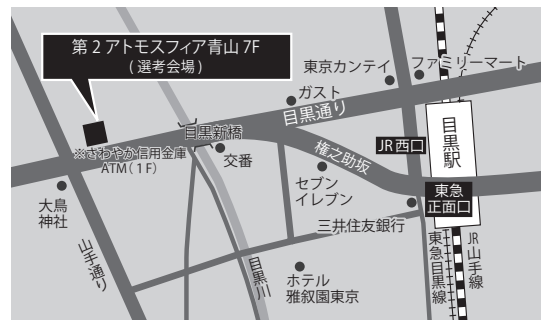 第2アトモスフィア青山 7F
(選考会場)
東京カンテイ
ファミリーマート
ガスト
目黒通り
目黒新橋
※さわやか信用金庫
ATM(1F)
交番
権之助坂
JR西口
目黒駅
セブン
イレブン
東急
正面口
大鳥
神社
三井住友銀行
山手通り
目黒川
ホテル
雅叙園東京
東急目黒線
JR山手線